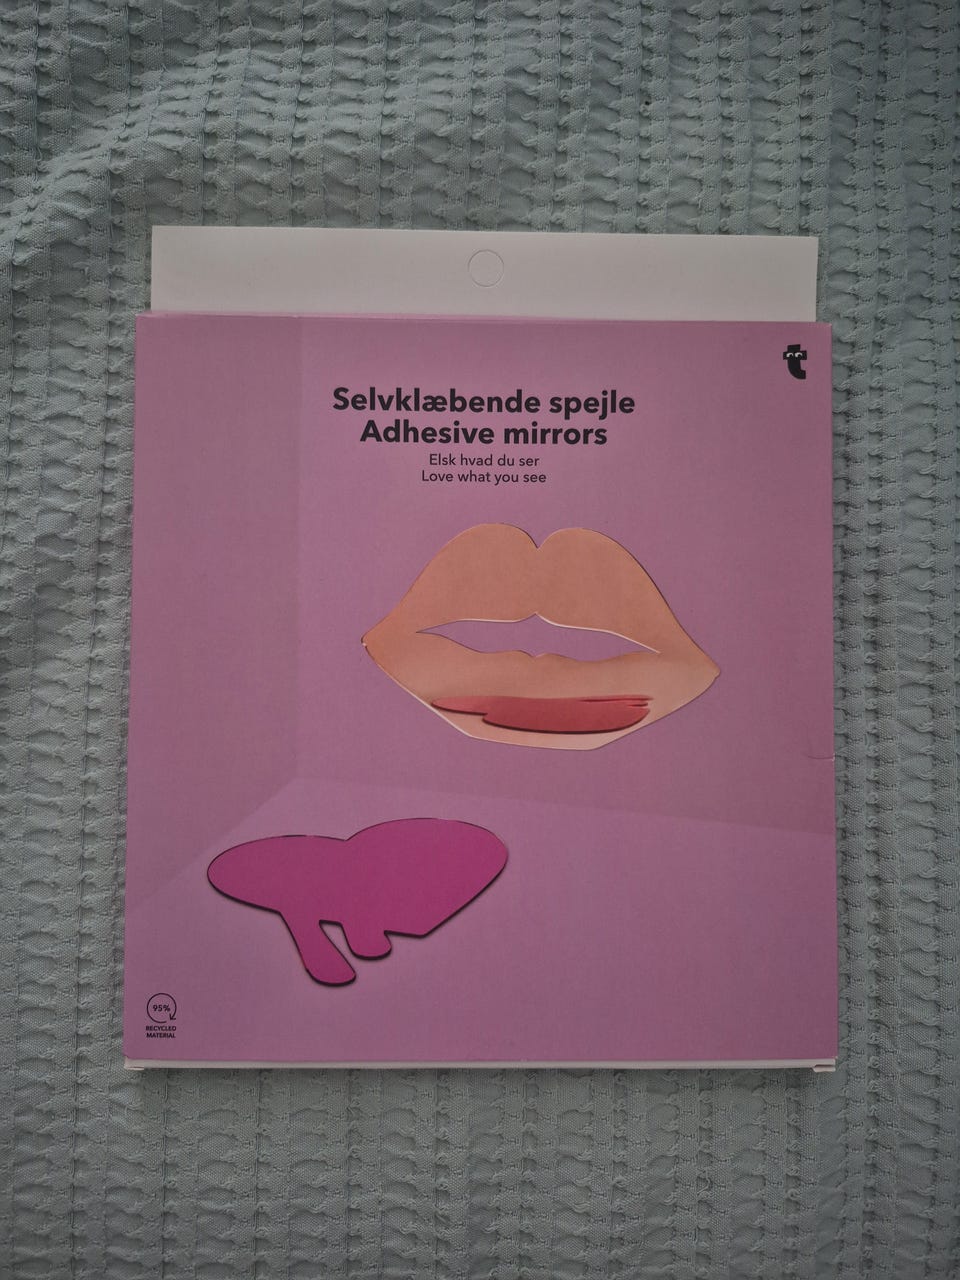 Selvklæbende spejle
Adhesive mirrors
Elsk hvad du ser
Love what you see
95%
RECYCLED
MATERIAL